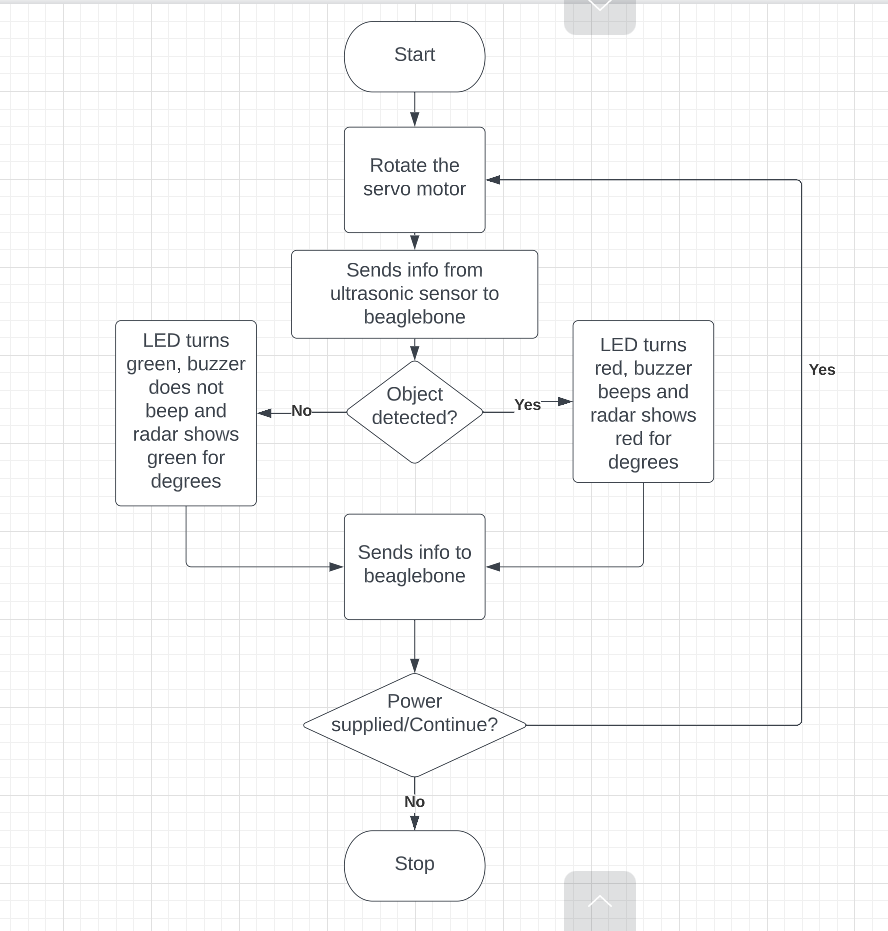 Start
Rotate the
servo motor
Sends info from
ultrasonic sensor to
beaglebone
LED turns
green, buzzer
does not
beep and
radar shows
green for
degrees
No
Object
detected?
Yes
LED turns
red, buzzer
beeps and
radar shows
red for
degrees
Yes
Sends info to
beaglebone
Power
supplied/Continue?
No
Stop